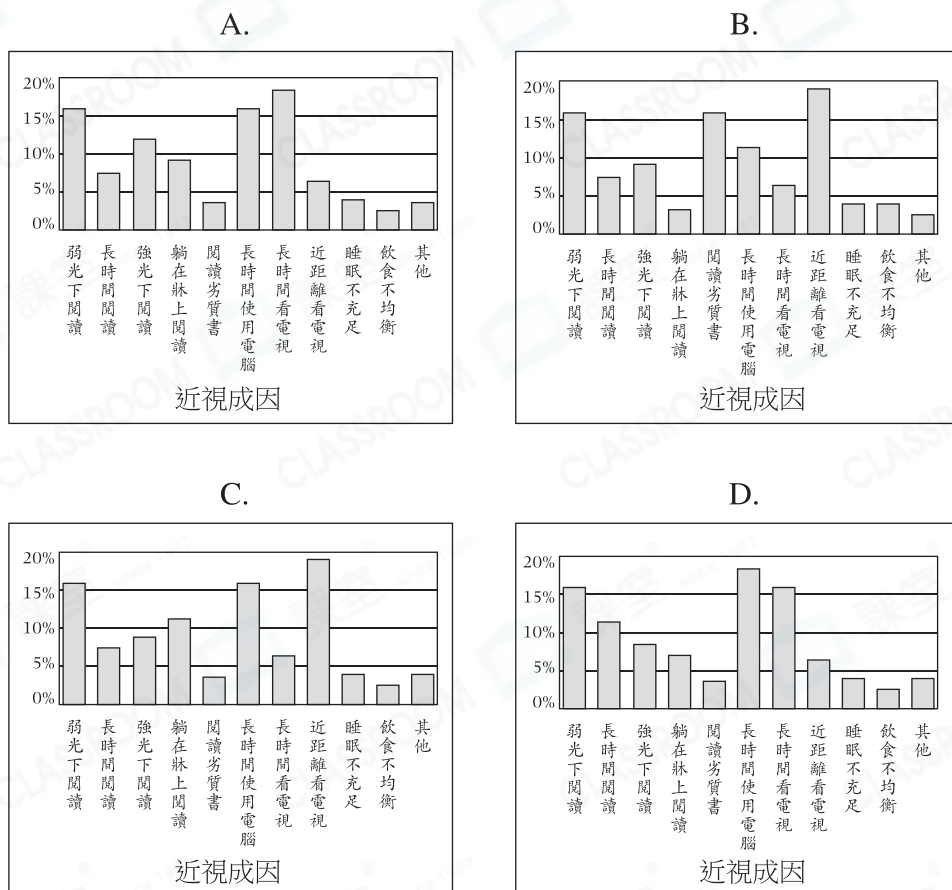 A.
20%
15%
10%
5%
0%
弱光下閱讀
長時間閱讀
強光下閱讀
躺在牀上閱讀
閱讀劣質書
長時間使用電腦
長時間看電視
近距離看電視
睡眠不充足
飲食不均衡
其他
近視成因
B.
20%
15%
10%
5%
0%
弱光下閱讀
長時間閱讀
強光下閱讀
躺在牀上閱讀
閱讀劣質書
長時間使用電腦
長時間看電視
近距離看電視
睡眠不充足
飲食不均衡
其他
近視成因
C.
20%
15%
10%
5%
0%
弱光下閱讀
長時間閱讀
強光下閱讀
躺在牀上閱讀
閱讀劣質書
長時間使用電腦
長時間看電視
近距離看電視
睡眠不充足
飲食不均衡
其他
近視成因
D.
20%
15%
10%
5%
0%
弱光下閱讀
長時間閱讀
強光下閱讀
躺在牀上閱讀
閱讀劣質書
長時間使用電腦
長時間看電視
近距離看電視
睡眠不充足
飲食不均衡
其他
近視成因